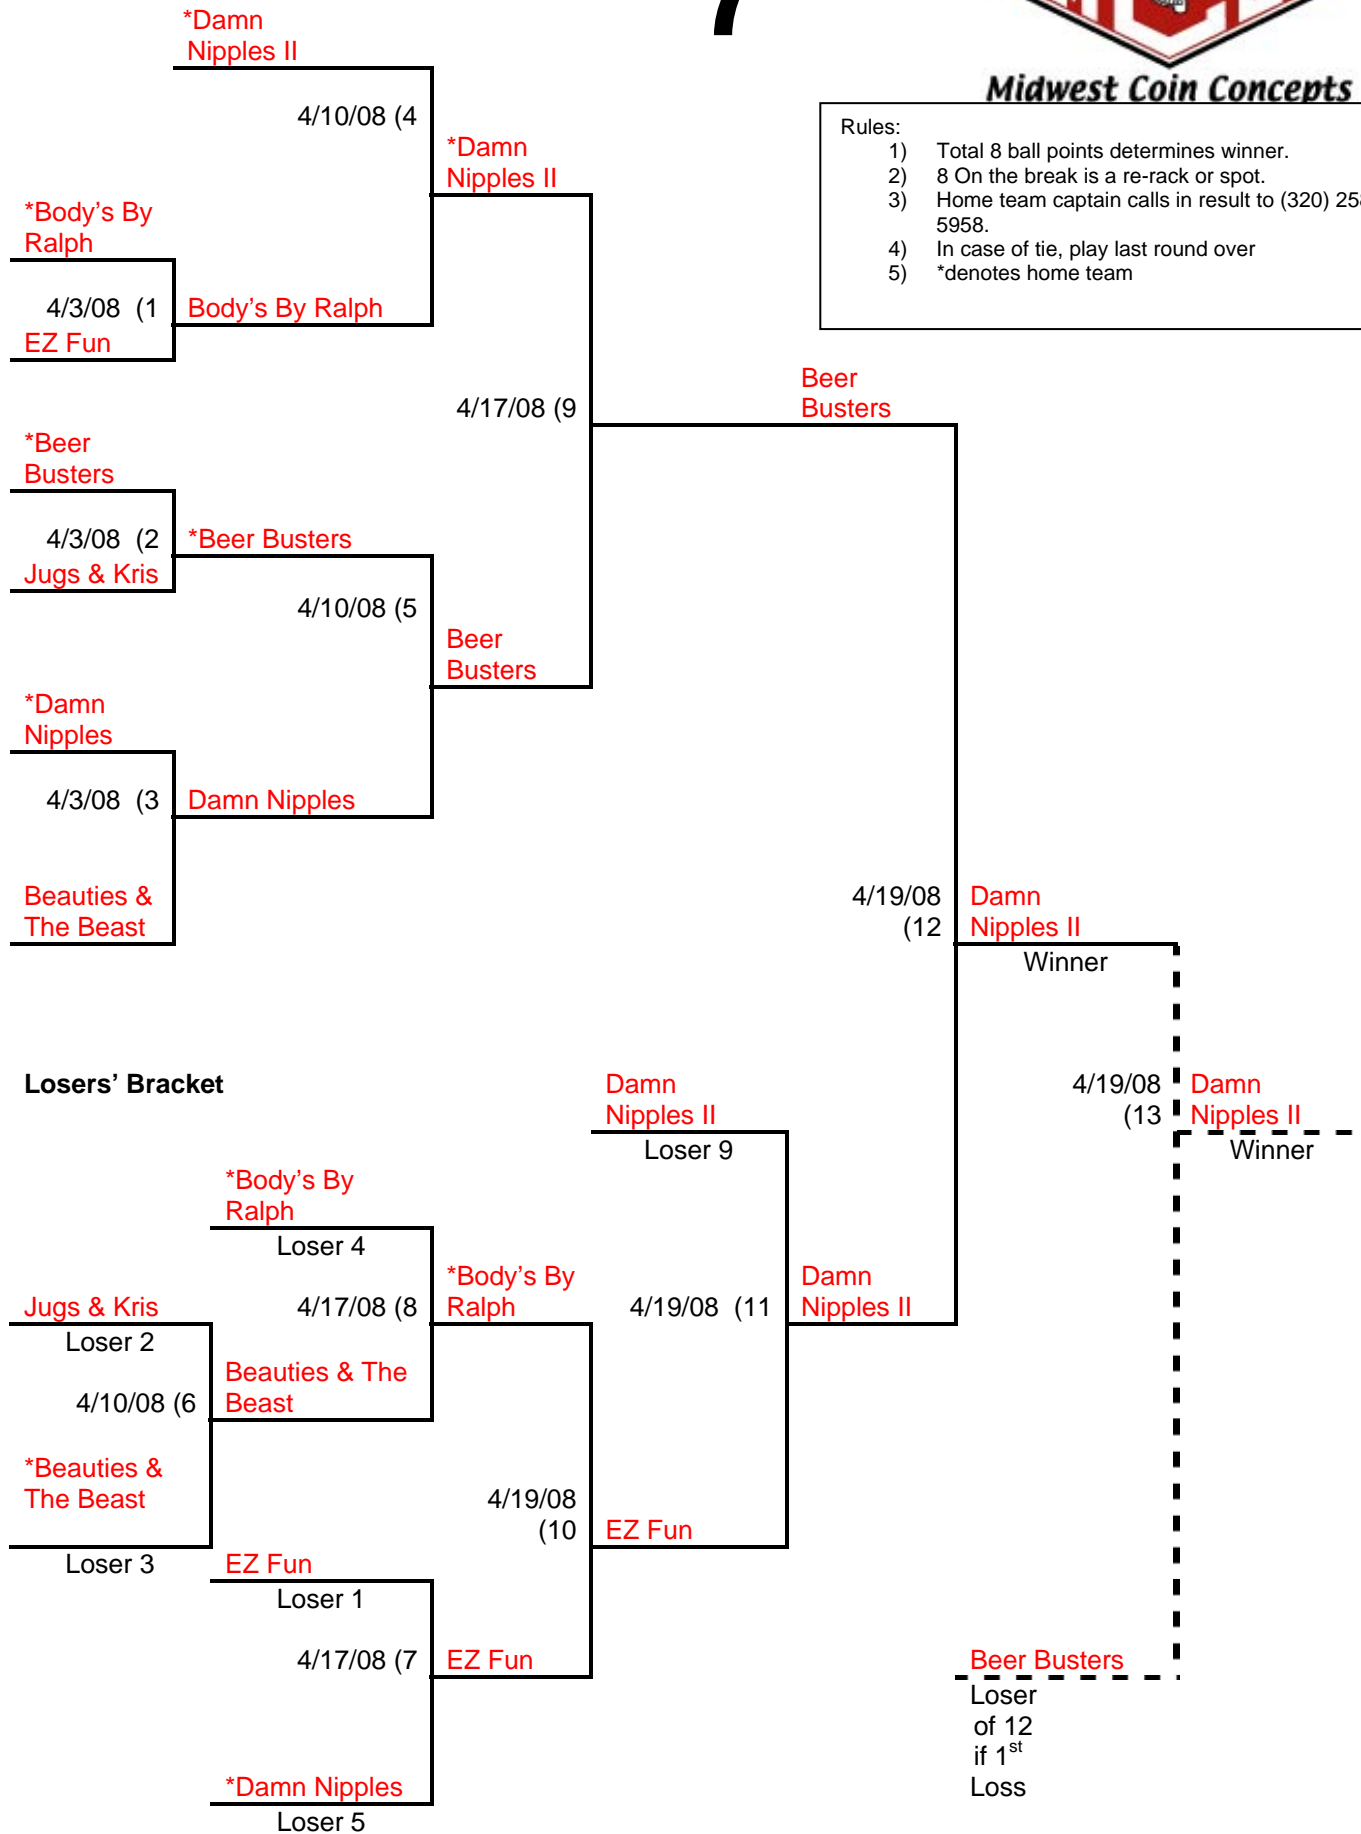 7
*Damn
Nipples II
Midwest Coin Concepts
Rules:
1) Total 8 ball points determines winner.
2) 8 On the break is a re-rack or spot.
3) Home team captain calls in result to (320)
5958.
4) In case of tie, play last round over
5) *denotes home team
4/10/08 (4
*Damn
Nipples II
*Body's By
Ralph
4/3/08 (1
Body's By Ralph
EZ Fun
4/17/08 (9
Beer
Busters
*Beer
Busters
4/3/08 (2
*Beer Busters
Jugs & Kris
4/10/08 (5
Beer
Busters
*Damn
Nipples
4/3/08 (3
Damn Nipples
Beauties &
The Beast
4/19/08
(12
Damn
Nipples II
Winner
Losers' Bracket
Damn
Nipples II
Loser 9
4/19/08
(13
Damn
Nipples II
Winner
*Body's By
Ralph
Loser 4
Jugs & Kris
Loser 2
4/17/08 (8
*Body's By
Ralph
4/19/08 (11
Damn
Nipples II
4/10/08 (6
Beauties & The
Beast
*Beauties &
The Beast
Loser 3
4/19/08
(10
EZ Fun
EZ Fun
Loser 1
4/17/08 (7
EZ Fun
*Damn Nipples
Loser 5
Beer Busters
Loser
of 12
if 1st
Loss